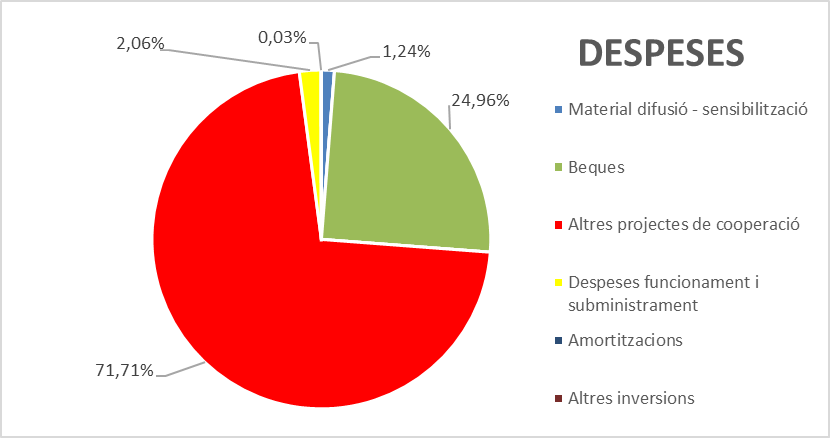 DESPESES
2,06%
0,03%
1,24%
24,96%
71,71%
Material difusió - sensibilització
Beques
Altres projectes de cooperació
Despeses funcionament i
subministrament
Amortitzacions
Altres inversions